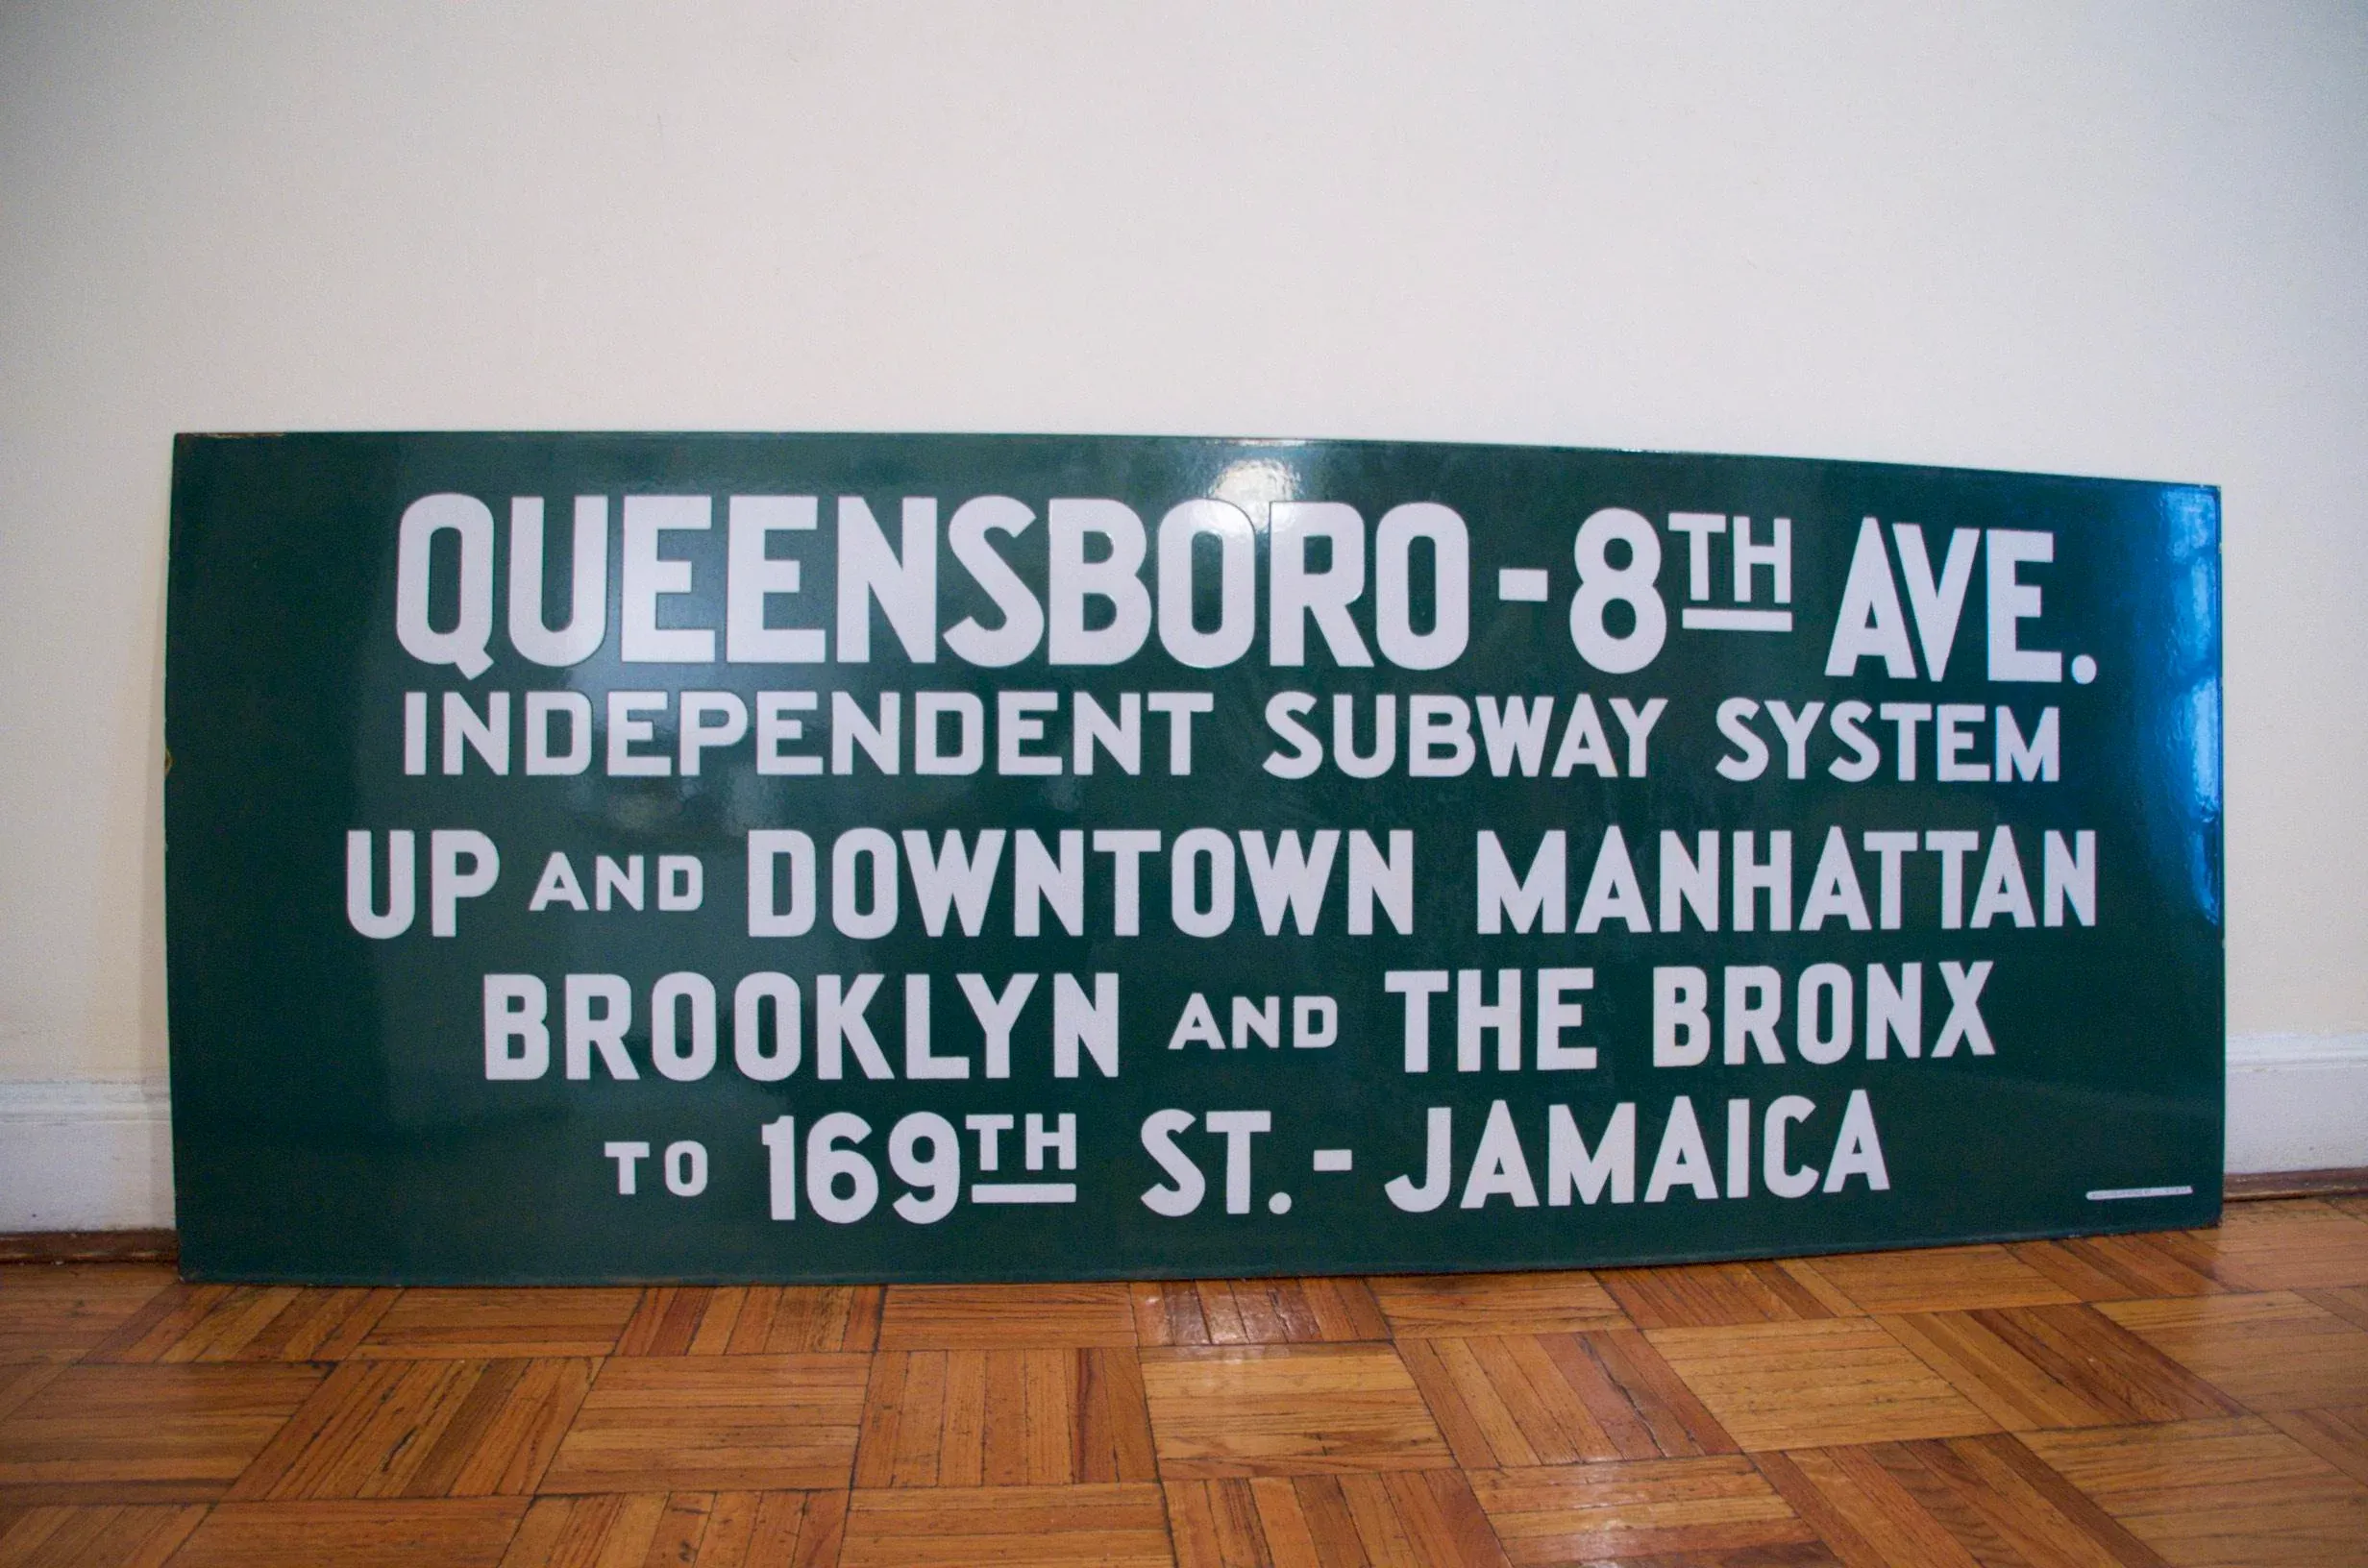 QUEENSBORO - 8TH AVE.
INDEPENDENT SUBWAY SYSTEM
UP AND DOWNTOWN MANHATTAN
BROOKLYN AND THE BRONX
TO 169TH ST. - JAMAICA